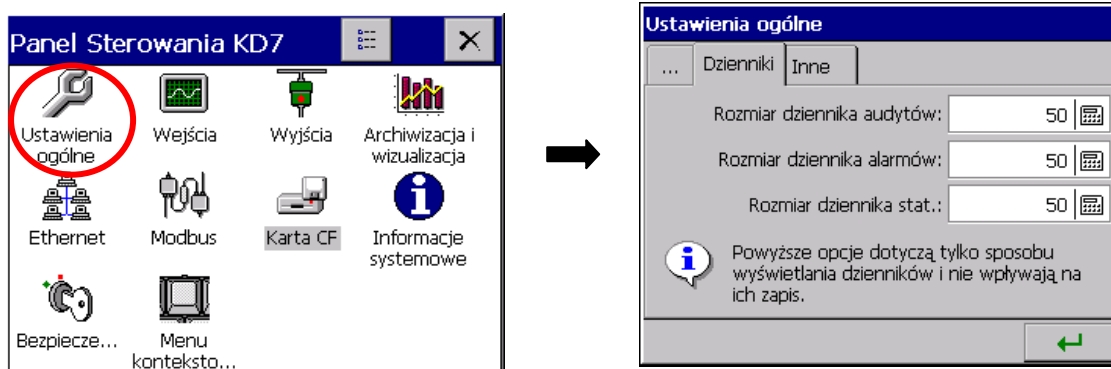 Panel Sterowania KD7
Ustawienia
ogólne
Wejścia
Wyjścia
Archiwizacja i
wizualizacja
Ethernet
Modbus
Karta CF
Informacje
systemowe
Bezpiecze...
Menu
konteksto...
Ustawienia ogólne
... Dzienniki Inne
Rozmiar dziennika audytów: 50
Rozmiar dziennika alarmów: 50
Rozmiar dziennika stat.: 50
Powyższe opcje dotyczą tylko sposobu
wyświetlania dzienników i nie wpływają na
ich zapis.